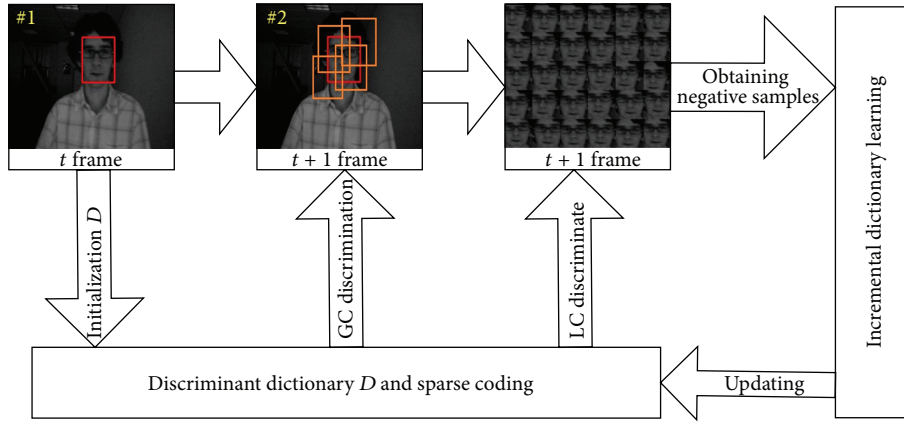 #1
#2
t frame
t + 1 frame
t + 1 frame
Obtaining
negative samples
Initialization D
GC discrimination
LC discriminate
Incremental dictionary learning
Discriminant dictionary D and sparse coding
Updating